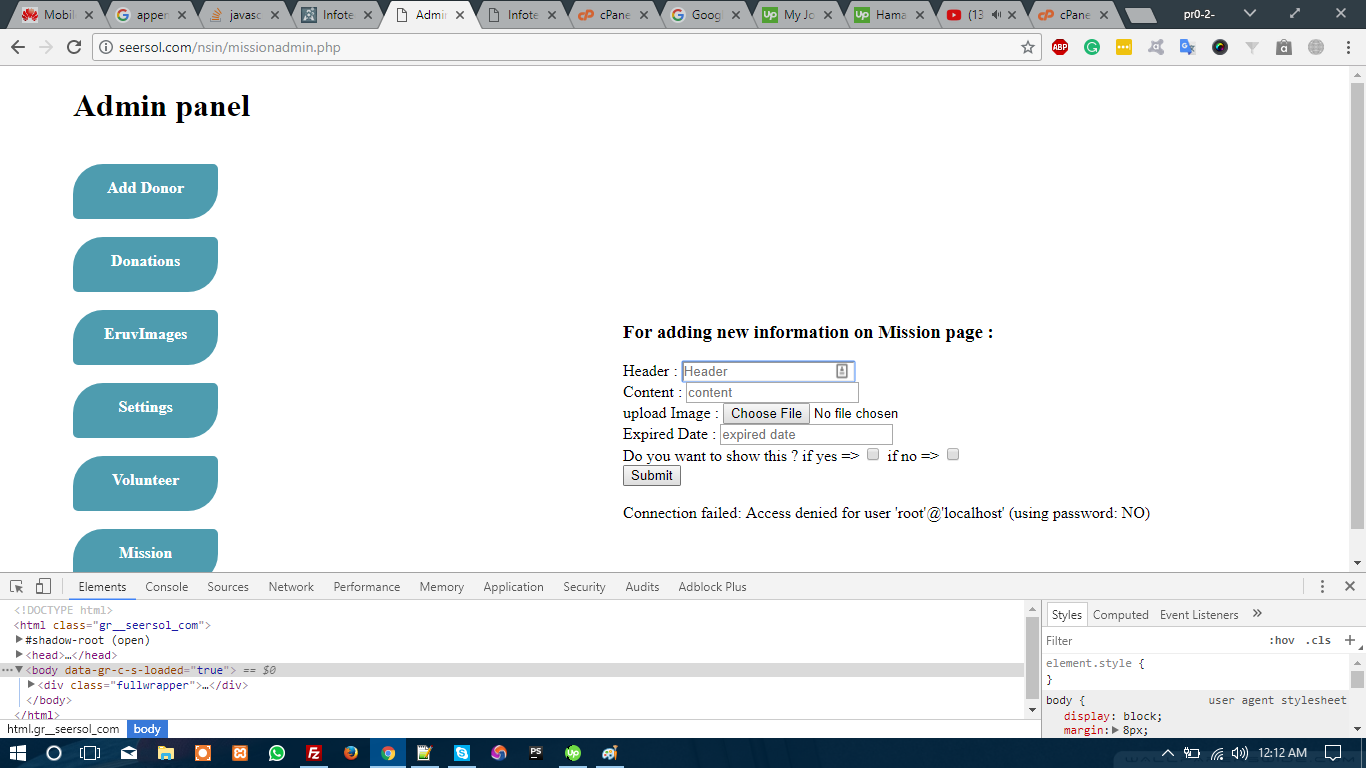 Mobil
apper
javasc
Infote
Admir
Infote
cPane
Goog
My Jo
Hama
(13
cPane
pr0-2-
seersol.com/nsin/missionadmin.php
Admin panel
Add Donor
Donations
EruvImages
Settings
Volunteer
Mission
For adding new information on Mission page :
Header : Header
Content : content
upload Image : Choose File No file chosen
Expired Date : expired date
Do you want to show this ? if yes => if no =>
Submit
Connection failed: Access denied for user 'root'@'localhost' (using password: NO)
Elements Console Sources Network Performance Memory Application Security Audits Adblock Plus
<!DOCTYPE html>
<html class="gr__seersol_com">
#shadow-root (open)
<head>…</head>
<body data-gr-c-s-loaded="true"> == $0
<div class="fullwrapper">…</div>
</body>
</html>
html.gr__seersol_com body
Styles Computed Event Listeners »
Filter :hov .cls +
element.style {
}
body { user agent stylesheet
display: block;
margin: 8px;
12:12 AM